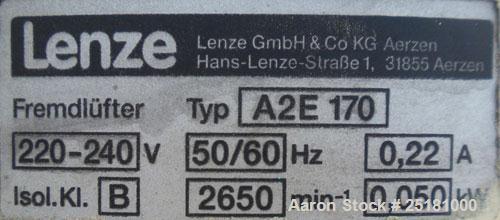 Lenze
Lenze GmbH & Co KG Aerzen
Hans-Lenze-Straße 1, 31855 Aerzen
Fremdlüfter Typ A2E 170
220-240 V 50/60 Hz 0,22 A
Isol.Kl. B 2650 min-1 0,050 kW
Aaron Stock # 25181000